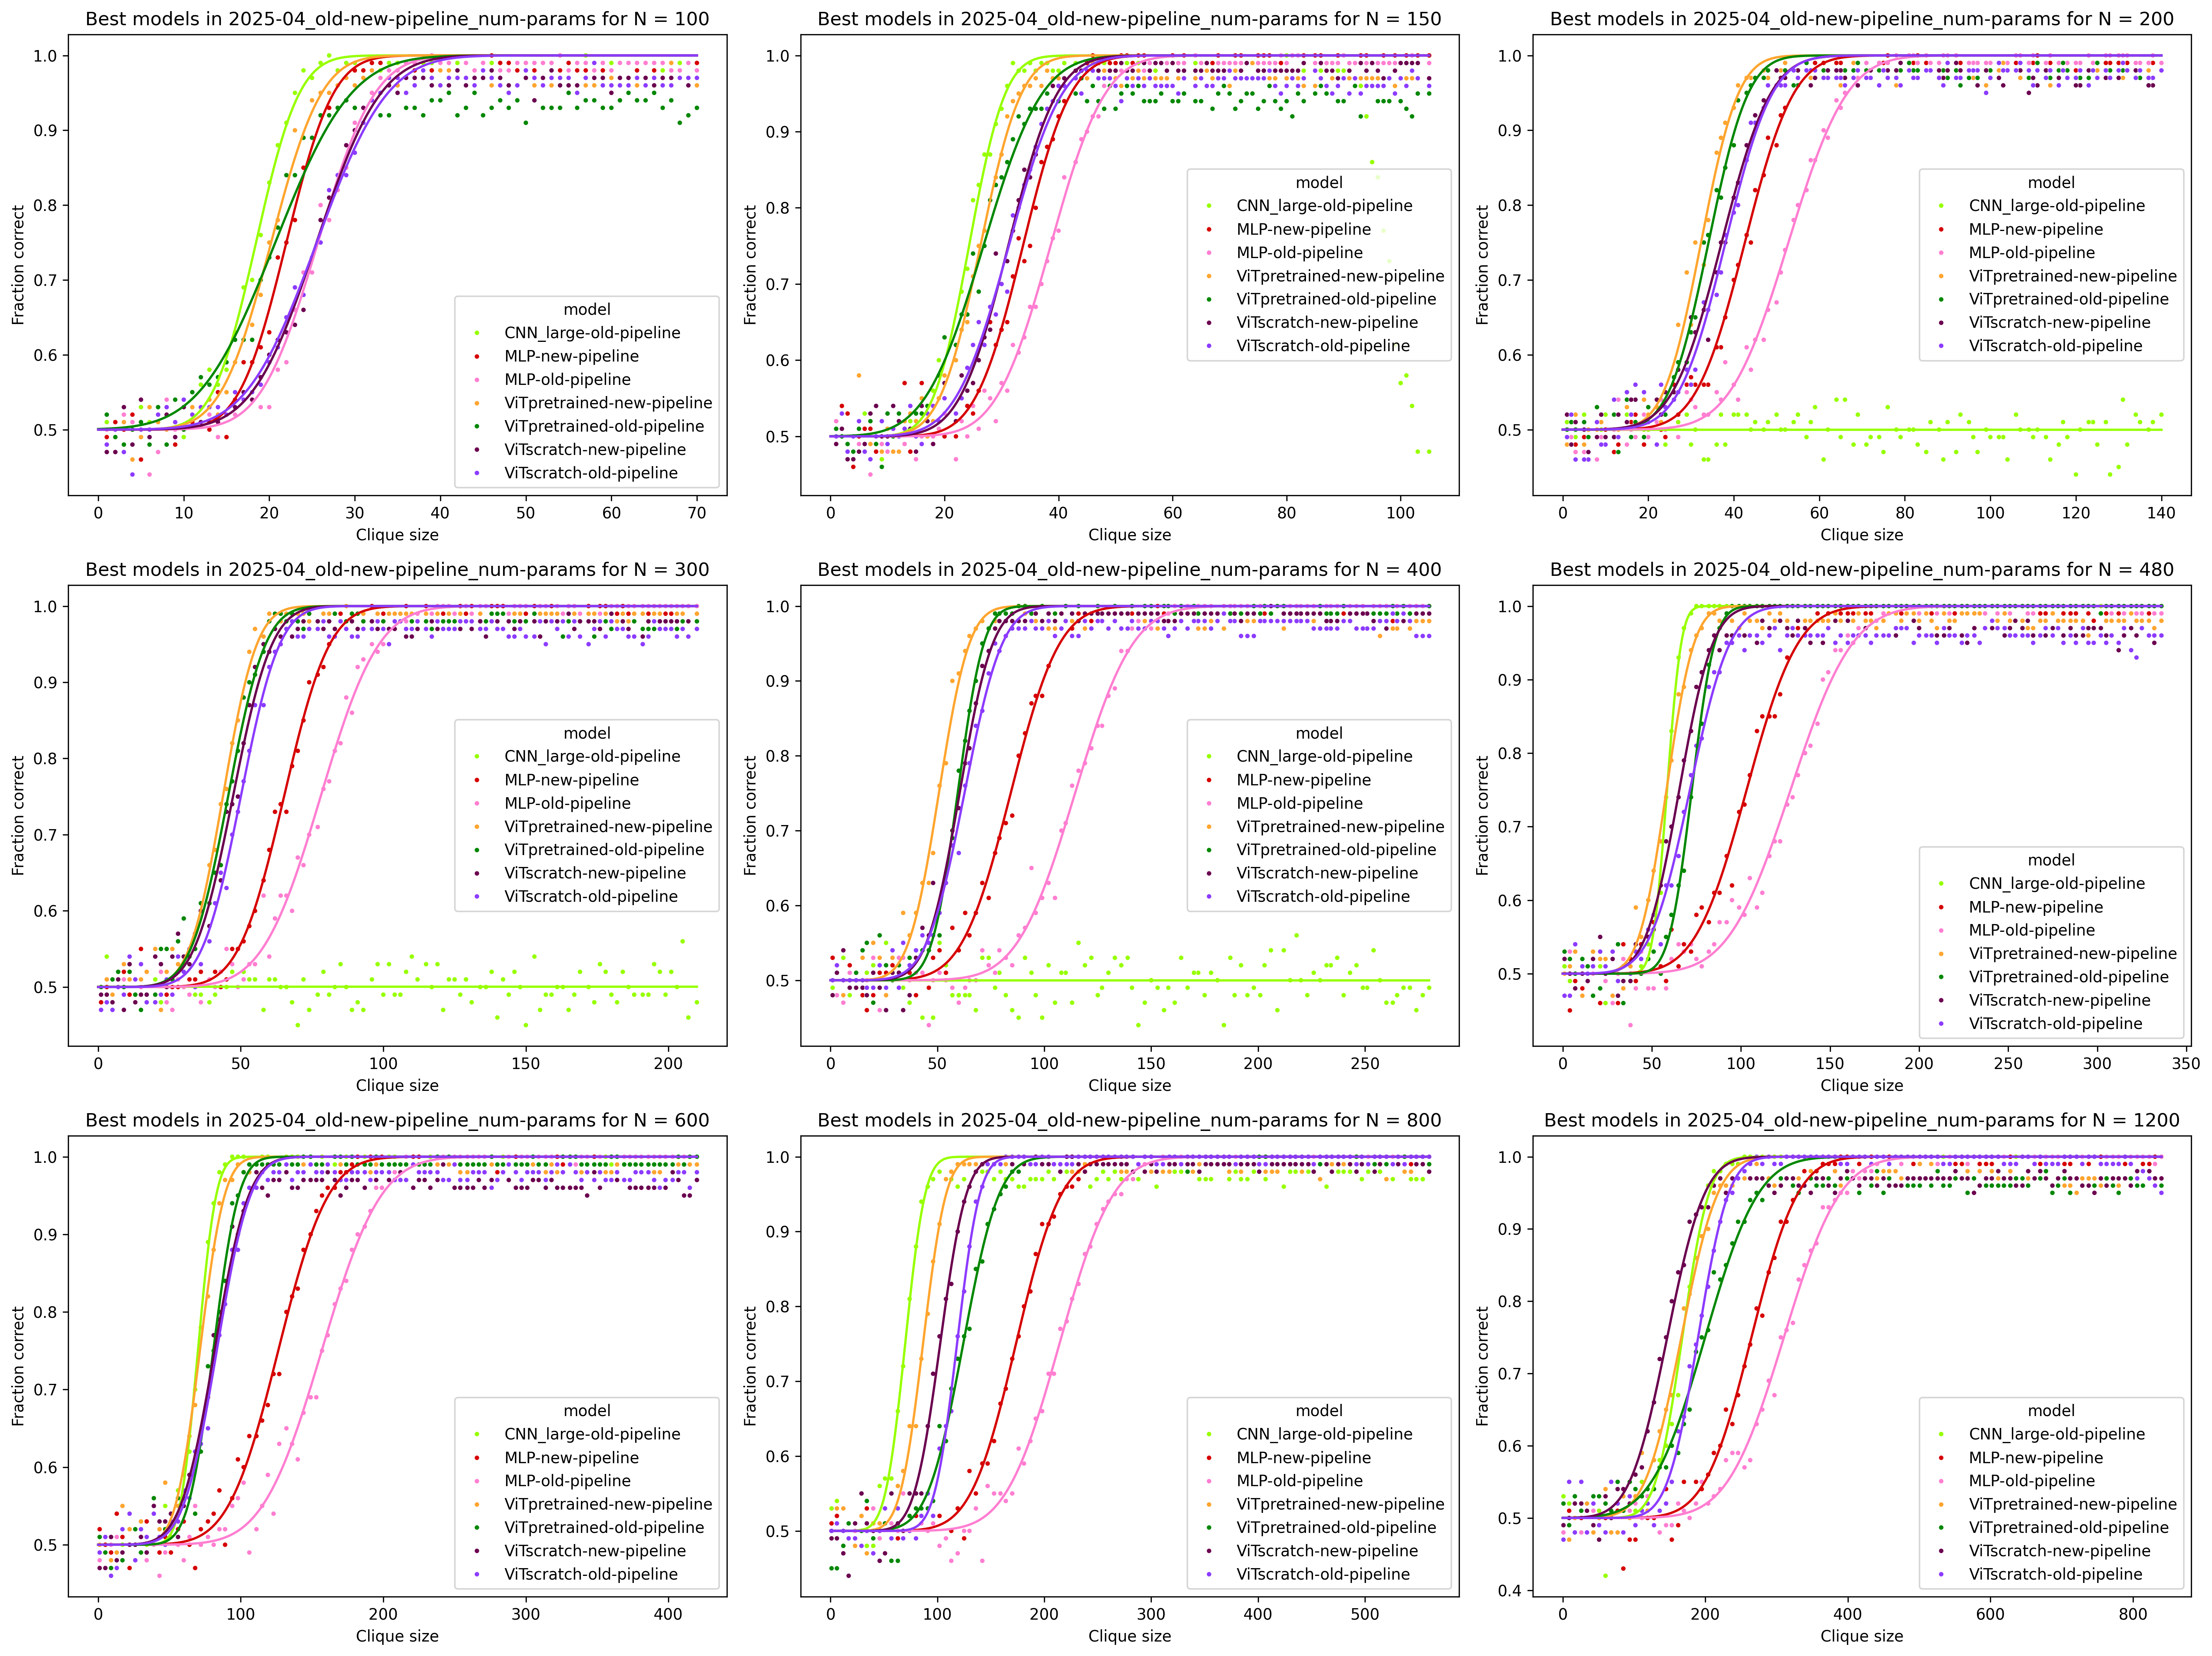 Best models in 2025-04_old-new-pipeline_num-params for N = 100
1.0
0.9
0.8
0.7
0.6
0.5
Fraction correct
0 10 20 30 40 50 60 70
Clique size
model
CNN_large-old-pipeline
MLP-new-pipeline
MLP-old-pipeline
ViTpretrained-new-pipeline
ViTpretrained-old-pipeline
ViTscratch-new-pipeline
ViTscratch-old-pipeline
Best models in 2025-04_old-new-pipeline_num-params for N = 150
1.0
0.9
0.8
0.7
0.6
0.5
Fraction correct
0 20 40 60 80 100
Clique size
model
CNN_large-old-pipeline
MLP-new-pipeline
MLP-old-pipeline
ViTpretrained-new-pipeline
ViTpretrained-old-pipeline
ViTscratch-new-pipeline
ViTscratch-old-pipeline
Best models in 2025-04_old-new-pipeline_num-params for N = 200
1.0
0.9
0.8
0.7
0.6
0.5
Fraction correct
0 20 40 60 80 100 120 140
Clique size
model
CNN_large-old-pipeline
MLP-new-pipeline
MLP-old-pipeline
ViTpretrained-new-pipeline
ViTpretrained-old-pipeline
ViTscratch-new-pipeline
ViTscratch-old-pipeline
Best models in 2025-04_old-new-pipeline_num-params for N = 300
1.0
0.9
0.8
0.7
0.6
0.5
Fraction correct
0 50 100 150 200
Clique size
model
CNN_large-old-pipeline
MLP-new-pipeline
MLP-old-pipeline
ViTpretrained-new-pipeline
ViTpretrained-old-pipeline
ViTscratch-new-pipeline
ViTscratch-old-pipeline
Best models in 2025-04_old-new-pipeline_num-params for N = 400
1.0
0.9
0.8
0.7
0.6
0.5
Fraction correct
0 50 100 150 200 250
Clique size
model
CNN_large-old-pipeline
MLP-new-pipeline
MLP-old-pipeline
ViTpretrained-new-pipeline
ViTpretrained-old-pipeline
ViTscratch-new-pipeline
ViTscratch-old-pipeline
Best models in 2025-04_old-new-pipeline_num-params for N = 480
1.0
0.9
0.8
0.7
0.6
0.5
Fraction correct
0 50 100 150 200 250 300 350
Clique size
model
CNN_large-old-pipeline
MLP-new-pipeline
MLP-old-pipeline
ViTpretrained-new-pipeline
ViTpretrained-old-pipeline
ViTscratch-new-pipeline
ViTscratch-old-pipeline
Best models in 2025-04_old-new-pipeline_num-params for N = 600
1.0
0.9
0.8
0.7
0.6
0.5
Fraction correct
0 100 200 300 400
Clique size
model
CNN_large-old-pipeline
MLP-new-pipeline
MLP-old-pipeline
ViTpretrained-new-pipeline
ViTpretrained-old-pipeline
ViTscratch-new-pipeline
ViTscratch-old-pipeline
Best models in 2025-04_old-new-pipeline_num-params for N = 800
1.0
0.9
0.8
0.7
0.6
0.5
Fraction correct
0 100 200 300 400 500
Clique size
model
CNN_large-old-pipeline
MLP-new-pipeline
MLP-old-pipeline
ViTpretrained-new-pipeline
ViTpretrained-old-pipeline
ViTscratch-new-pipeline
ViTscratch-old-pipeline
Best models in 2025-04_old-new-pipeline_num-params for N = 1200
1.0
0.9
0.8
0.7
0.6
0.5
0.4
Fraction correct
0 200 400 600 800
Clique size
model
CNN_large-old-pipeline
MLP-new-pipeline
MLP-old-pipeline
ViTpretrained-new-pipeline
ViTpretrained-old-pipeline
ViTscratch-new-pipeline
ViTscratch-old-pipeline